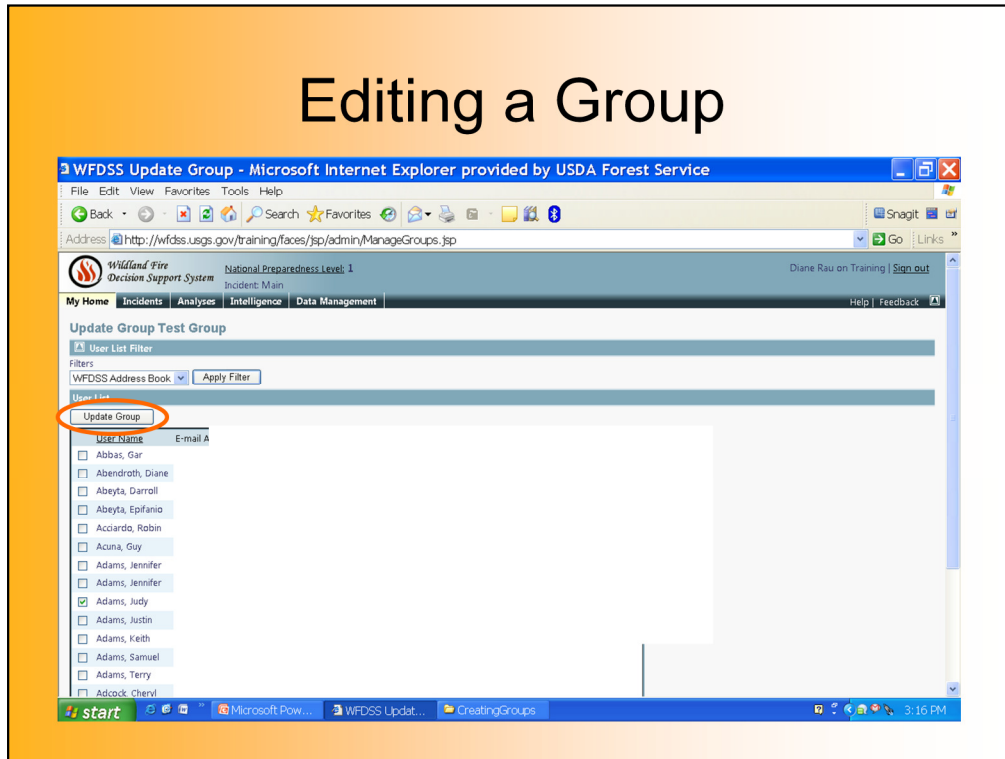 Editing a Group
WFDSS Update Group - Microsoft Internet Explorer provided by USDA Forest Service
File Edit View Favorites Tools Help
Back Search Favorites Snagit
Address http://wfdss.usgs.gov/training/faces/jsp/admin/ManageGroups.jsp Go Links »
Wildland Fire
Decision Support System
National Preparedness Level: 1
Incident: Main
Diane Rau on Training | Sign out
My Home Incidents Analyses Intelligence Data Management Help | Feedback
Update Group Test Group
User List Filter
Filters
WFDSS Address Book Apply Filter
User List
Update Group
User Name E-mail A
Abbas, Gar
Abendroth, Diane
Abeyta, Darroll
Abeyta, Epifanio
Acciardo, Robin
Acuna, Guy
Adams, Jennifer
Adams, Jennifer
Adams, Judy
Adams, Justin
Adams, Keith
Adams, Samuel
Adams, Terry
Adcock, Cheryl
start » Microsoft Pow... WFDSS Updat... CreatingGroups 3:16 PM